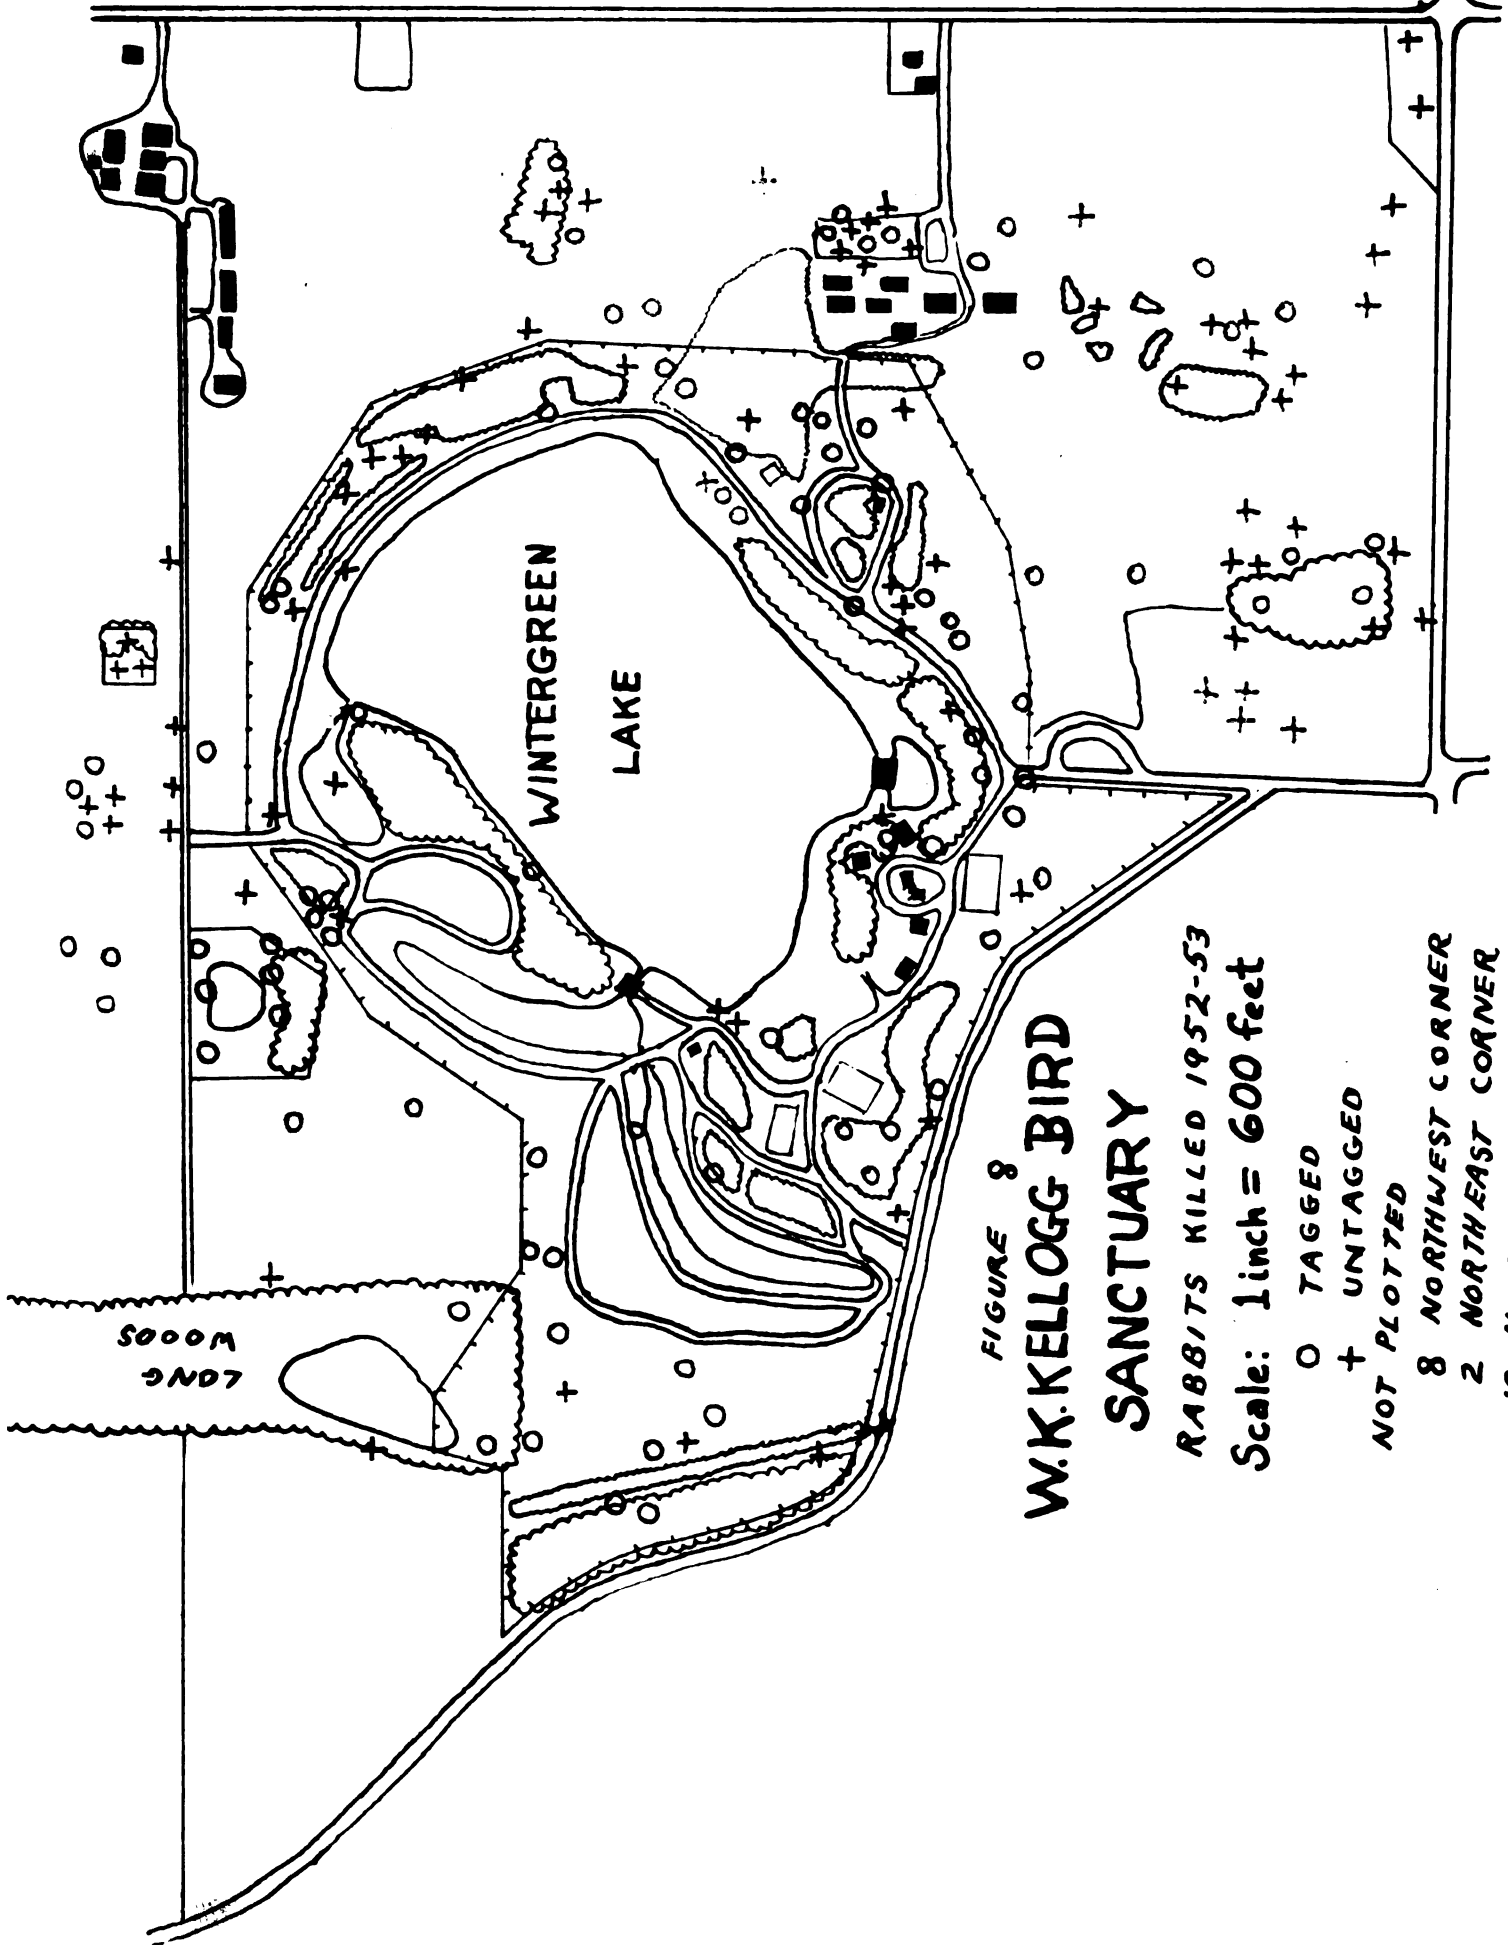 LONG
WOODS
WINTERGREEN
LAKE
FIGURE 8
W.K.KELLOGG BIRD
SANCTUARY
RABBITS KILLED 1952-53
Scale: 1inch = 600 feet
O TAGGED
+ UNTAGGED
NOT PLOTTED
8 NORTHWEST CORNER
2 NORTHEAST CORNER